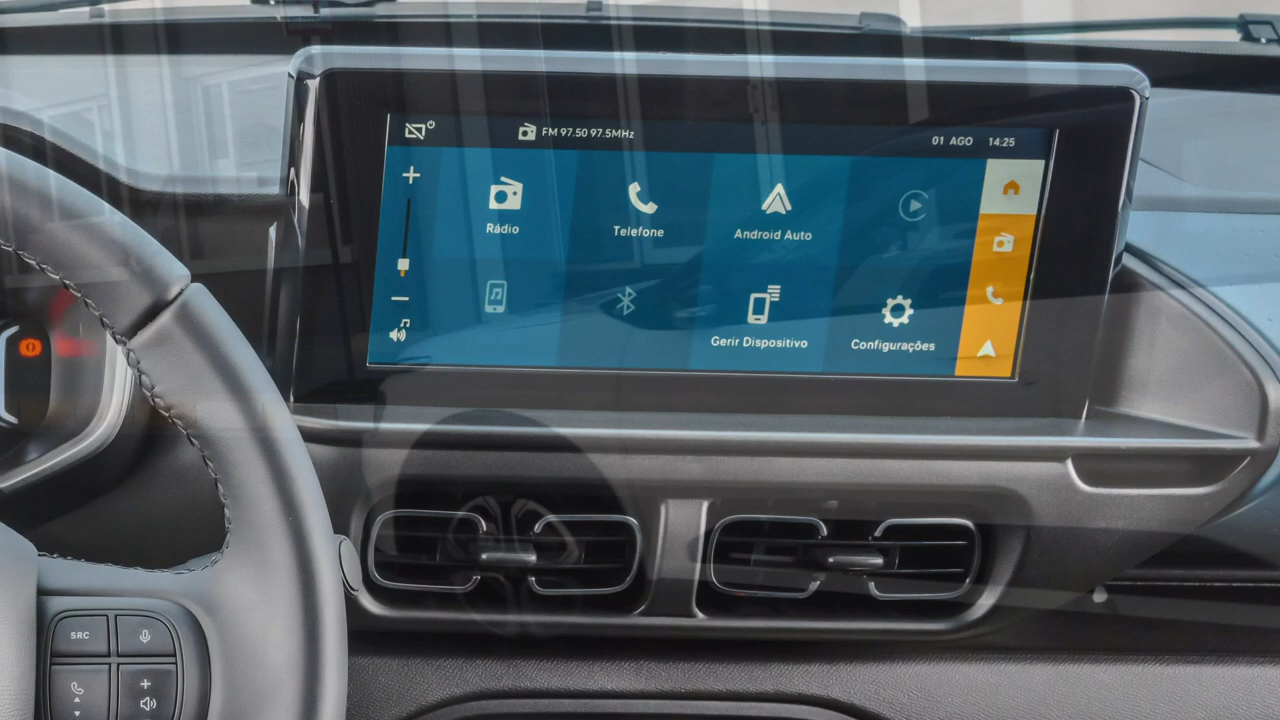 FM 97.50 97.5MHz
01 AGO 14:25
Rádio
Telefone
Android Auto
Gerir Dispositivo
Configurações
SRC